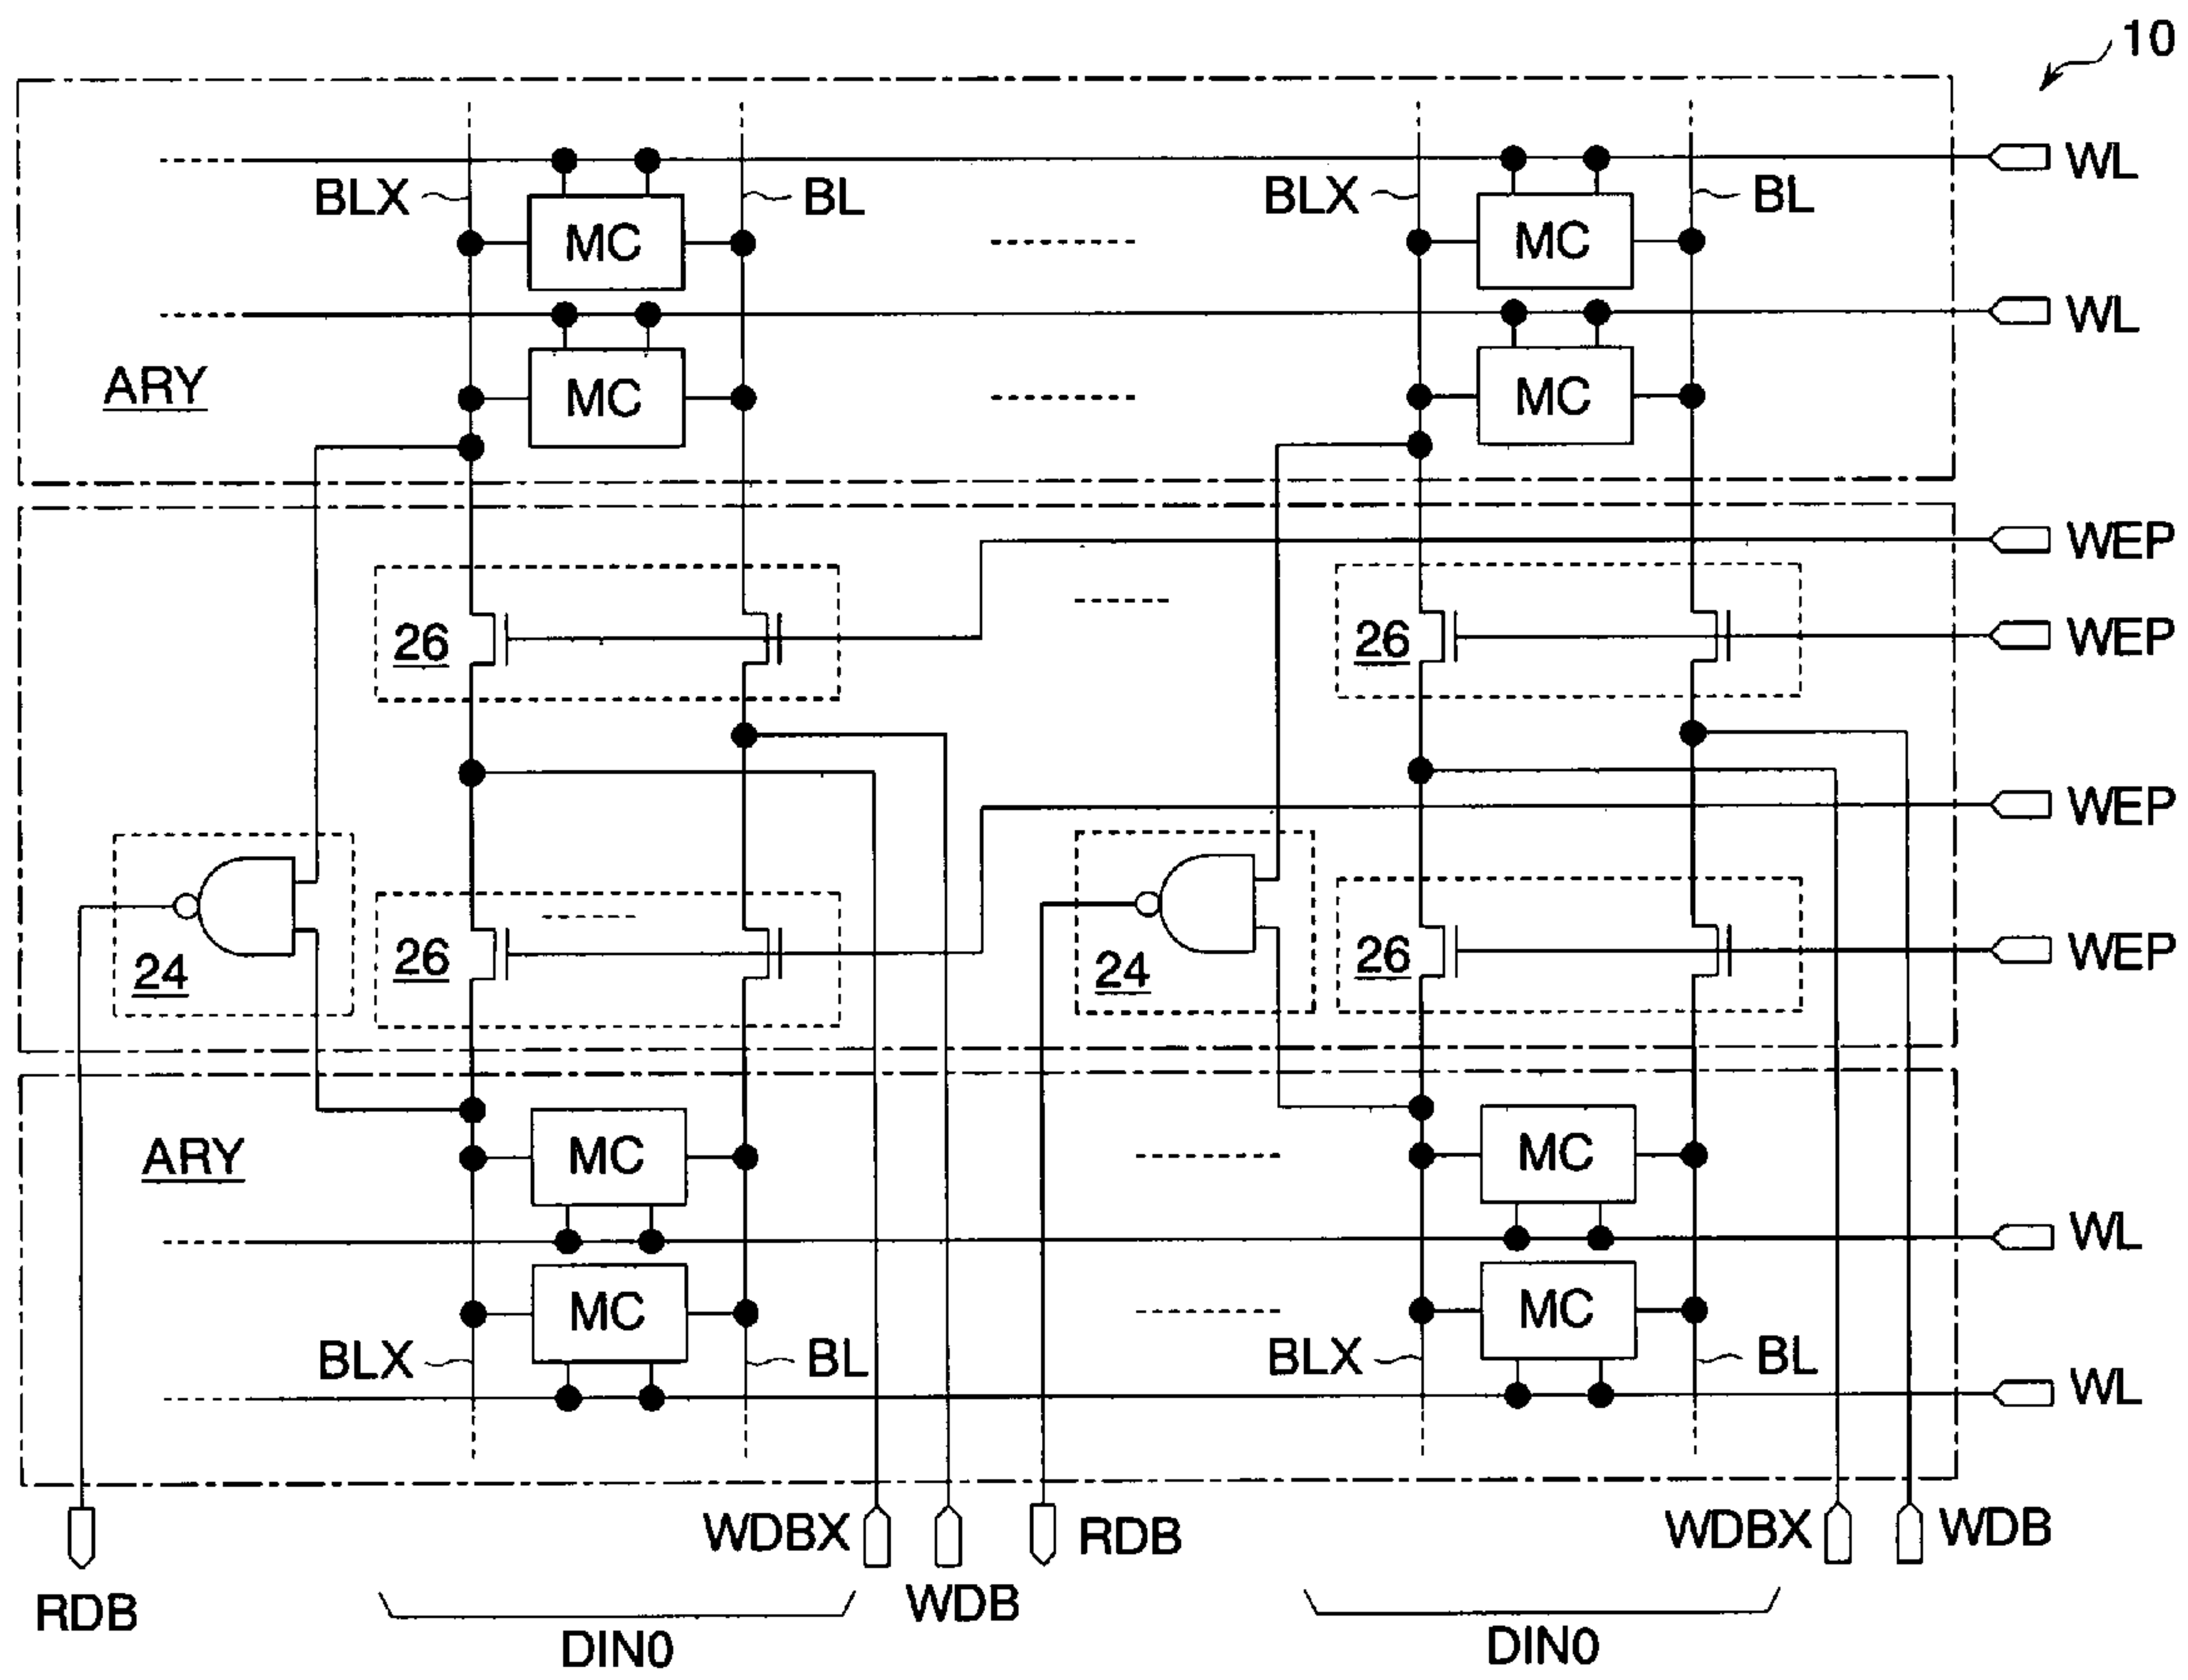 10
WL
BLX BL BLX BL
MC MC
WL
MC MC
ARY
WEP
26 26 WEP
WEP
24 26 24 26 WEP
ARY MC MC
WL
MC MC
BLX BL BLX BL
WL
WDBX RDB WDBX WDB
RDB WDB
DIN0 DIN0